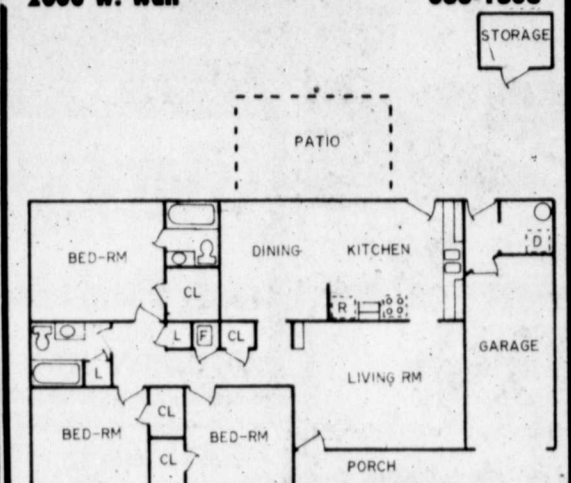 STORAGE
PATIO
BED-RM
DINING
KITCHEN
D
CL
R
L
F
CL
GARAGE
L
LIVING RM
CL
BED-RM
BED-RM
CL
PORCH